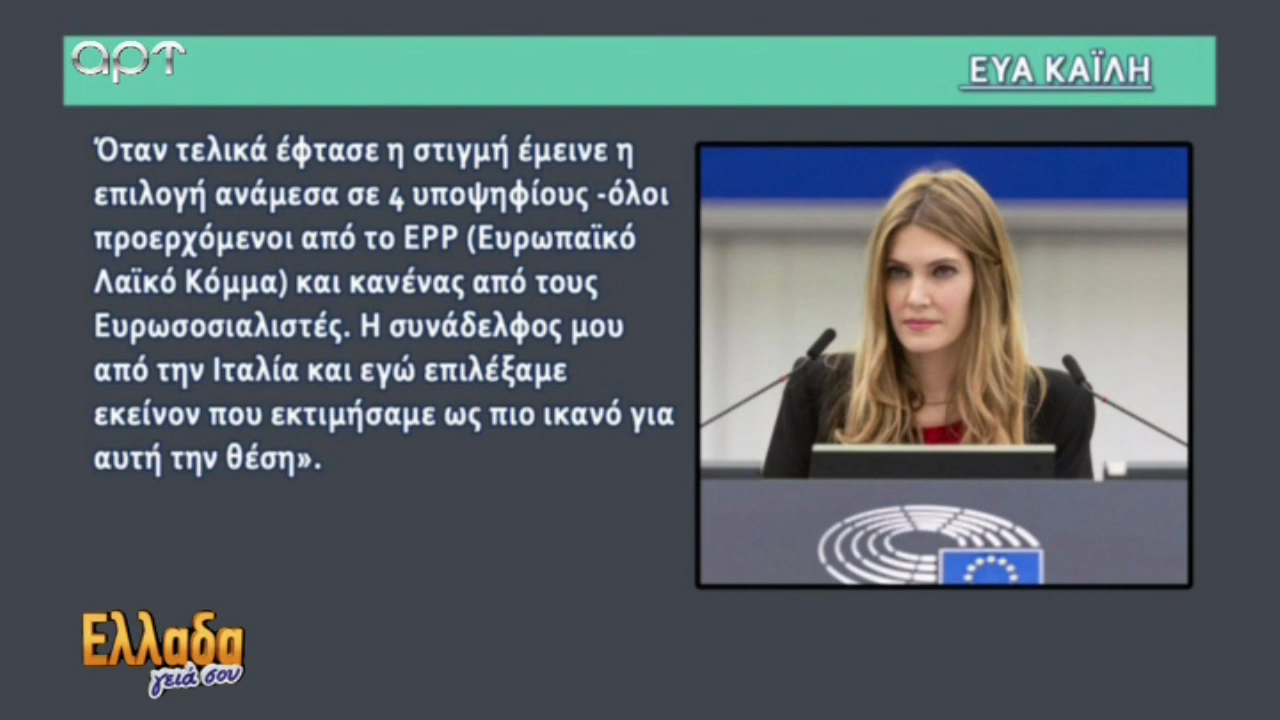 αρτ
ΕΥΑ ΚΑΪΛΗ
Όταν τελικά έφτασε η στιγμή έμεινε η
επιλογή ανάμεσα σε 4 υποψηφίους -όλοι
προερχόμενοι από το EPP (Ευρωπαϊκό
Λαϊκό Κόμμα) και κανένας από τους
Ευρωσοσιαλιστές. Η συνάδελφος μου
από την Ιταλία και εγώ επιλέξαμε
εκείνον που εκτιμήσαμε ως πιο ικανό για
αυτή την θέση».
Ελλαδα
γειά σου